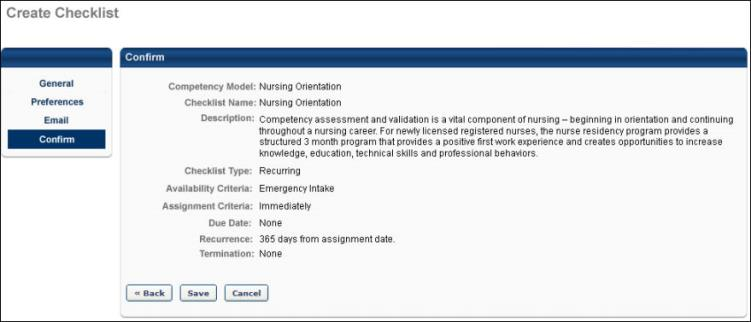 Create Checklist
General
Preferences
Email
Confirm
Confirm
Competency Model: Nursing Orientation
Checklist Name: Nursing Orientation
Description: Competency assessment and validation is a vital component of nursing – beginning in orientation and continuing
throughout a nursing career. For newly licensed registered nurses, the nurse residency program provides a
structured 3 month program that provides a positive first work experience and creates opportunities to increase
knowledge, education, technical skills and professional behaviors.
Checklist Type: Recurring
Availability Criteria: Emergency Intake
Assignment Criteria: Immediately
Due Date: None
Recurrence: 365 days from assignment date.
Termination: None
« Back Save Cancel